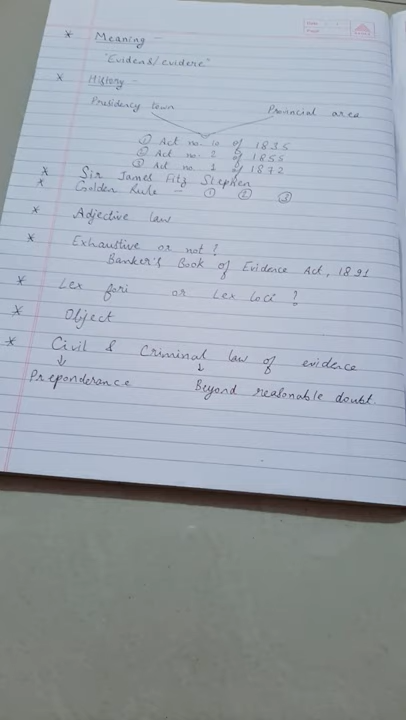 * Meaning -
"Evidens/evidere"
* History -
Presidency town Provincial area
① Act no. 10 of 1835
② Act no. 2 of 1855
③ Act no. 1 of 1872
* Sir James Fitz Stephen
* Golden Rule - ① ② ③
* Adjective law
* Exhaustive or not?
Banker's Book of Evidence Act, 1891
* Lex fori or Lex Loci?
* Object
* Civil & Criminal law of evidence
↓ ↓
Preponderance Beyond reasonable doubt.